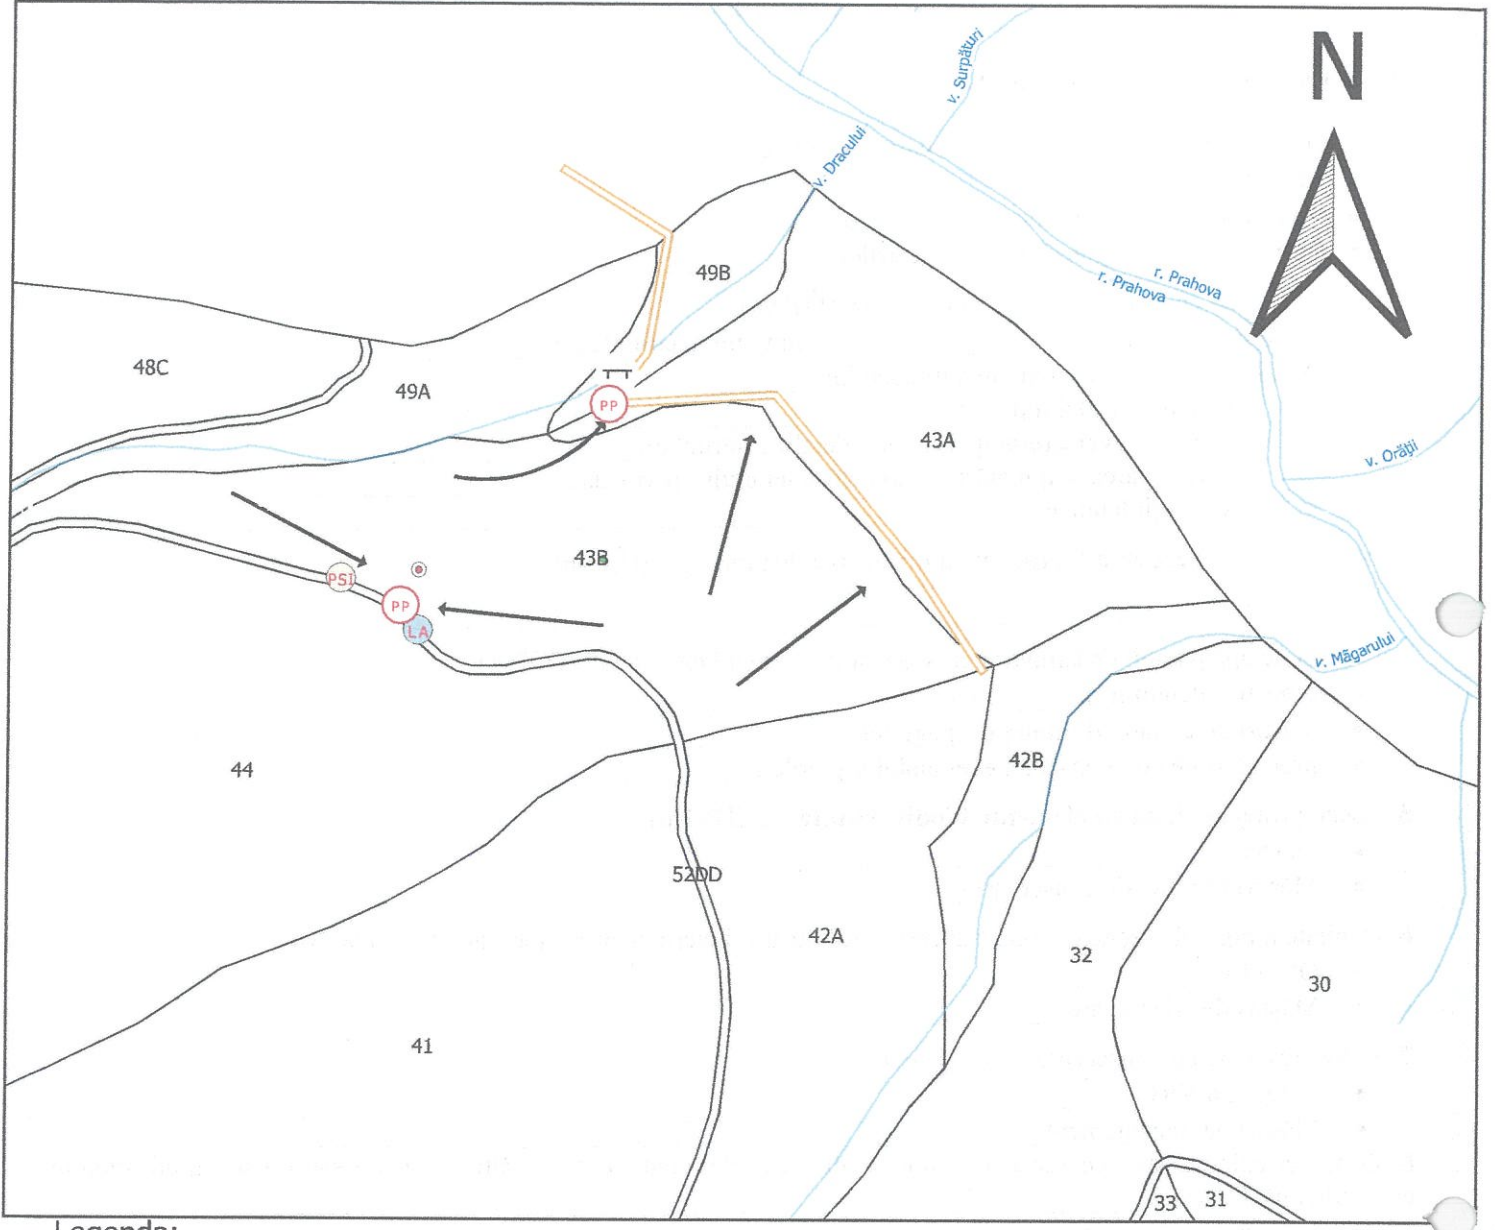 N
v. Surpături
v. Dracului
r. Prahova
r. Prahova
49B
48C
49A
PP
43A
v. Orății
43B
PSI
PP
LA
v. Măgarului
44
42B
52DD
42A
32
30
41
33
31
Legenda: